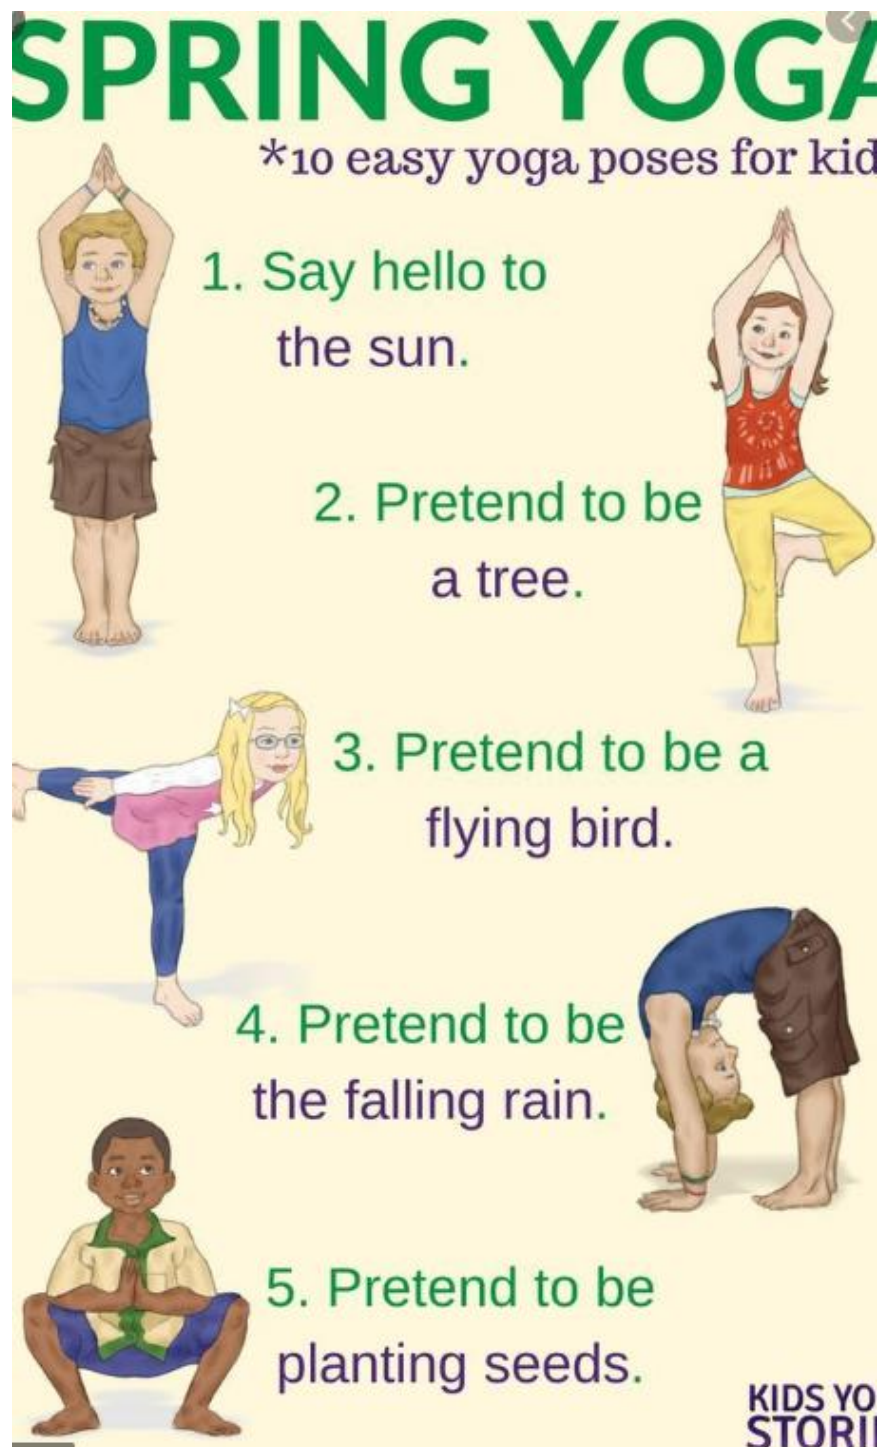 SPRING YOGA
*10 easy yoga poses for kid
1. Say hello to
the sun.
2. Pretend to be
a tree.
3. Pretend to be a
flying bird.
4. Pretend to be
the falling rain.
5. Pretend to be
planting seeds.
KIDS YO
STORI